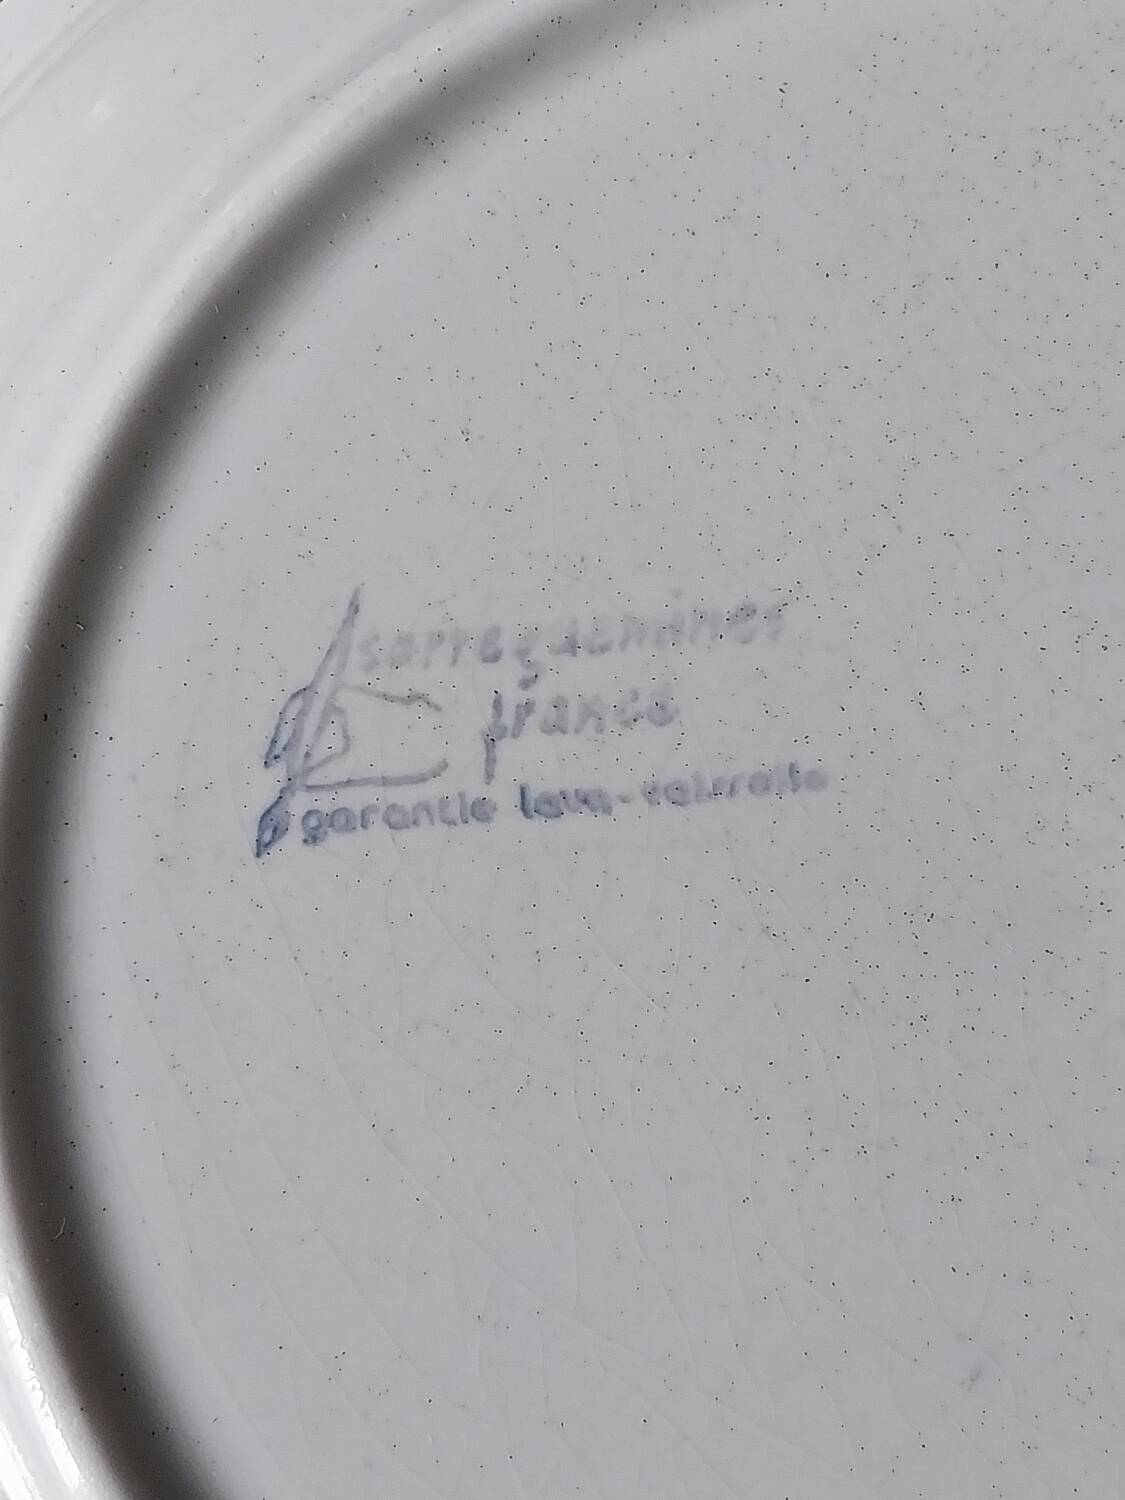 sarreguemines
france
garantie lave-vaisselle